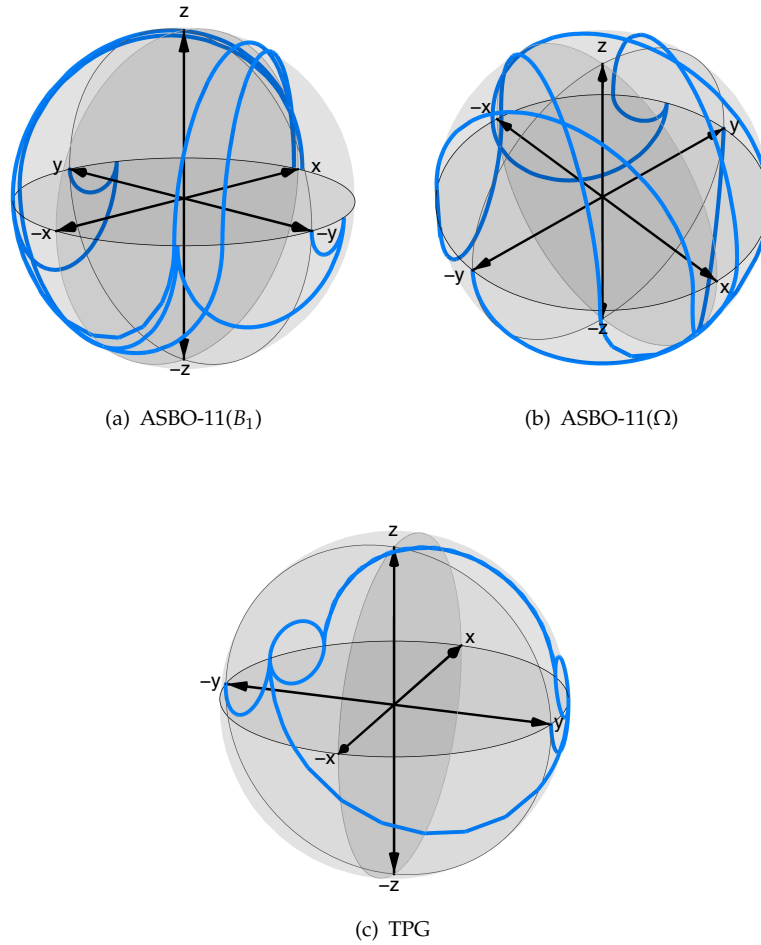 z
y
x
−x
−y
−z
(a) ASBO-11(B₁)
z
−x
y
−y
x
−z
(b) ASBO-11(Ω)
z
x
−y
y
−x
−z
(c) TPG